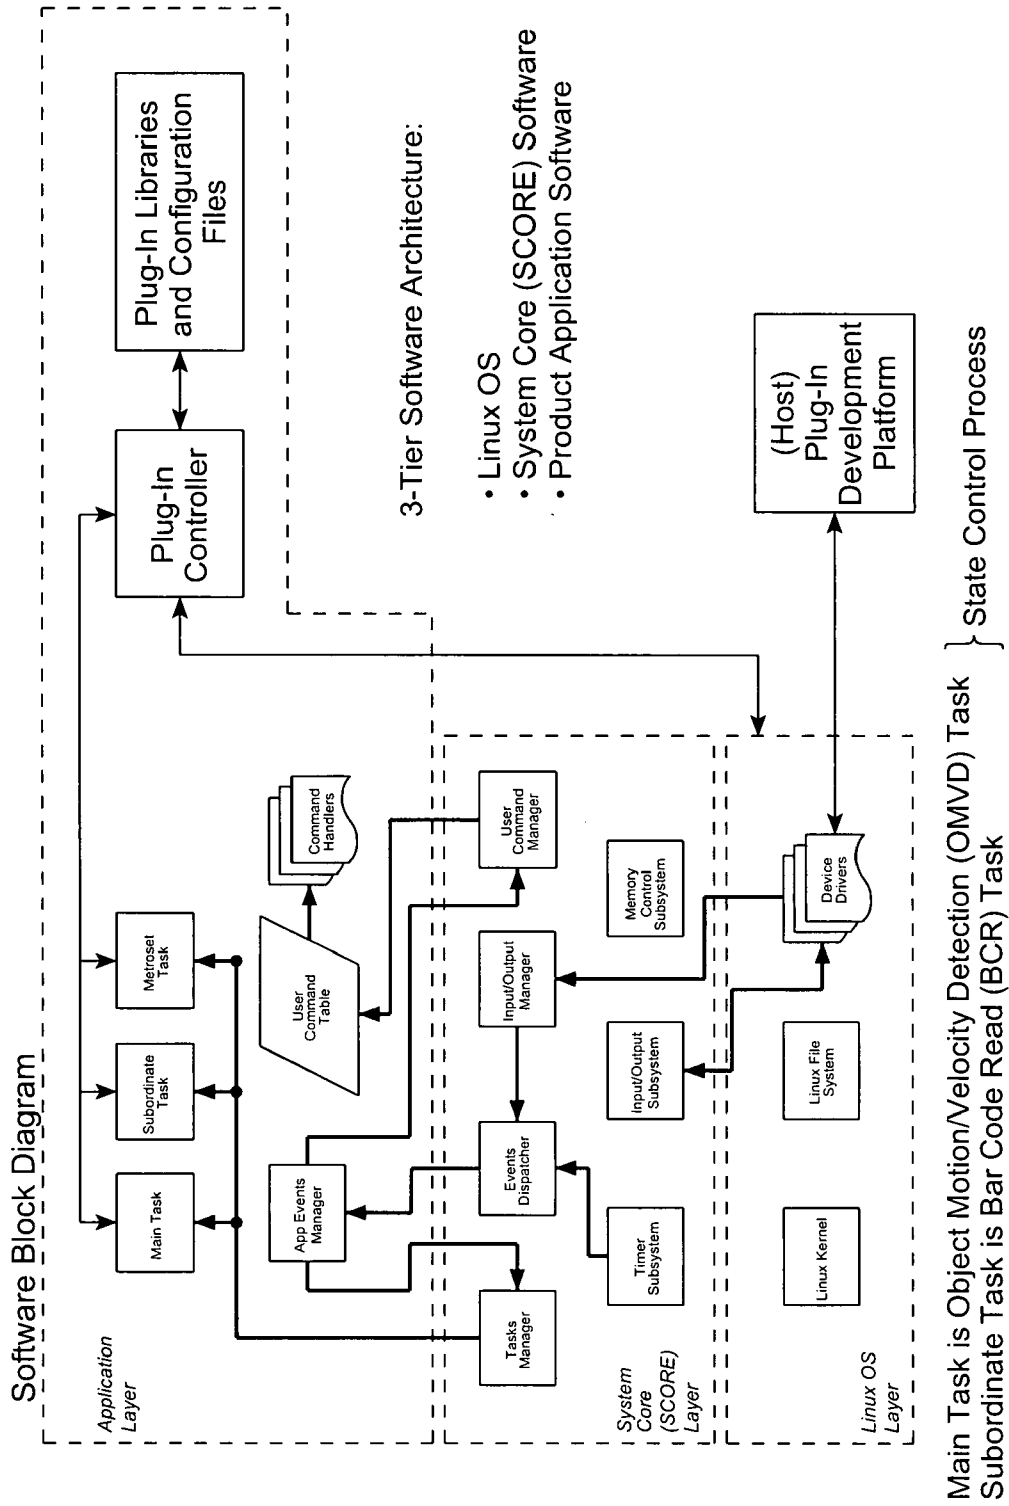 Software Block Diagram
Application
Layer
Main Task
Subordinate
Task
Metroset
Task
Plug-In
Controller
Plug-In Libraries
and Configuration
Files
App Events
Manager
User
Command
Table
Command
Handlers
3-Tier Software Architecture:
• Linux OS
• System Core (SCORE) Software
• Product Application Software
Tasks
Manager
Events
Dispatcher
Input/Output
Manager
User
Command
Manager
System
Core
(SCORE)
Layer
Timer
Subsystem
Input/Output
Subsystem
Memory
Control
Subsystem
Linux OS
Layer
Linux Kernel
Linux File
System
Device
Drivers
(Host)
Plug-In
Development
Platform
Main Task is Object Motion/Velocity Detection (OMVD) Task
Subordinate Task is Bar Code Read (BCR) Task
} State Control Process